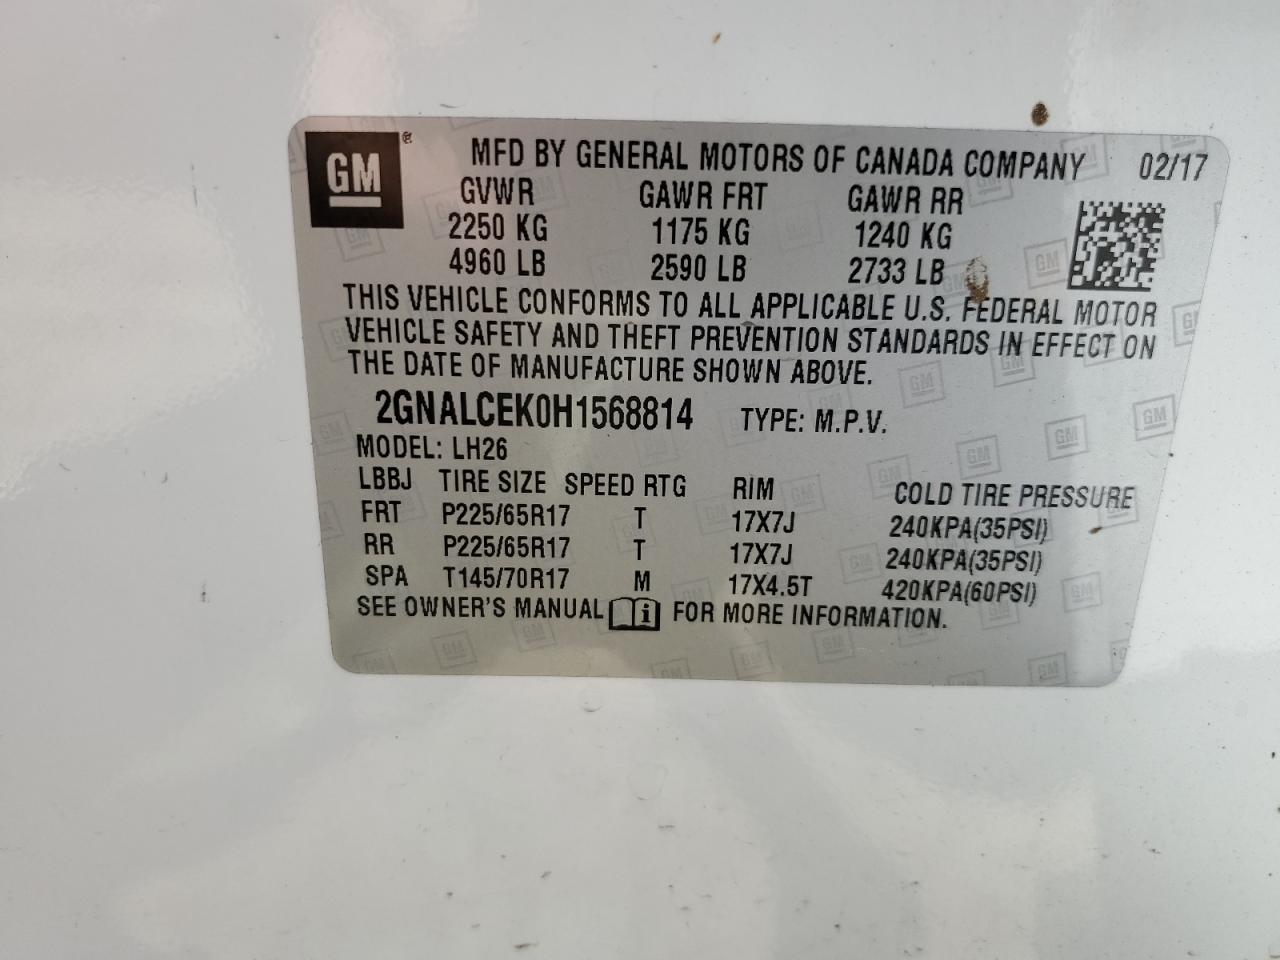 GM ®
MFD BY GENERAL MOTORS OF CANADA COMPANY 02/17
GVWR GAWR FRT GAWR RR
2250 KG 1175 KG 1240 KG
4960 LB 2590 LB 2733 LB
THIS VEHICLE CONFORMS TO ALL APPLICABLE U.S. FEDERAL MOTOR
VEHICLE SAFETY AND THEFT PREVENTION STANDARDS IN EFFECT ON
THE DATE OF MANUFACTURE SHOWN ABOVE.
2GNALCEK0H1568814 TYPE: M.P.V.
MODEL: LH26
LBBJ TIRE SIZE SPEED RTG RIM COLD TIRE PRESSURE
FRT P225/65R17 T 17X7J 240KPA(35PSI)
RR P225/65R17 T 17X7J 240KPA(35PSI)
SPA T145/70R17 M 17X4.5T 420KPA(60PSI)
SEE OWNER'S MANUAL i FOR MORE INFORMATION.